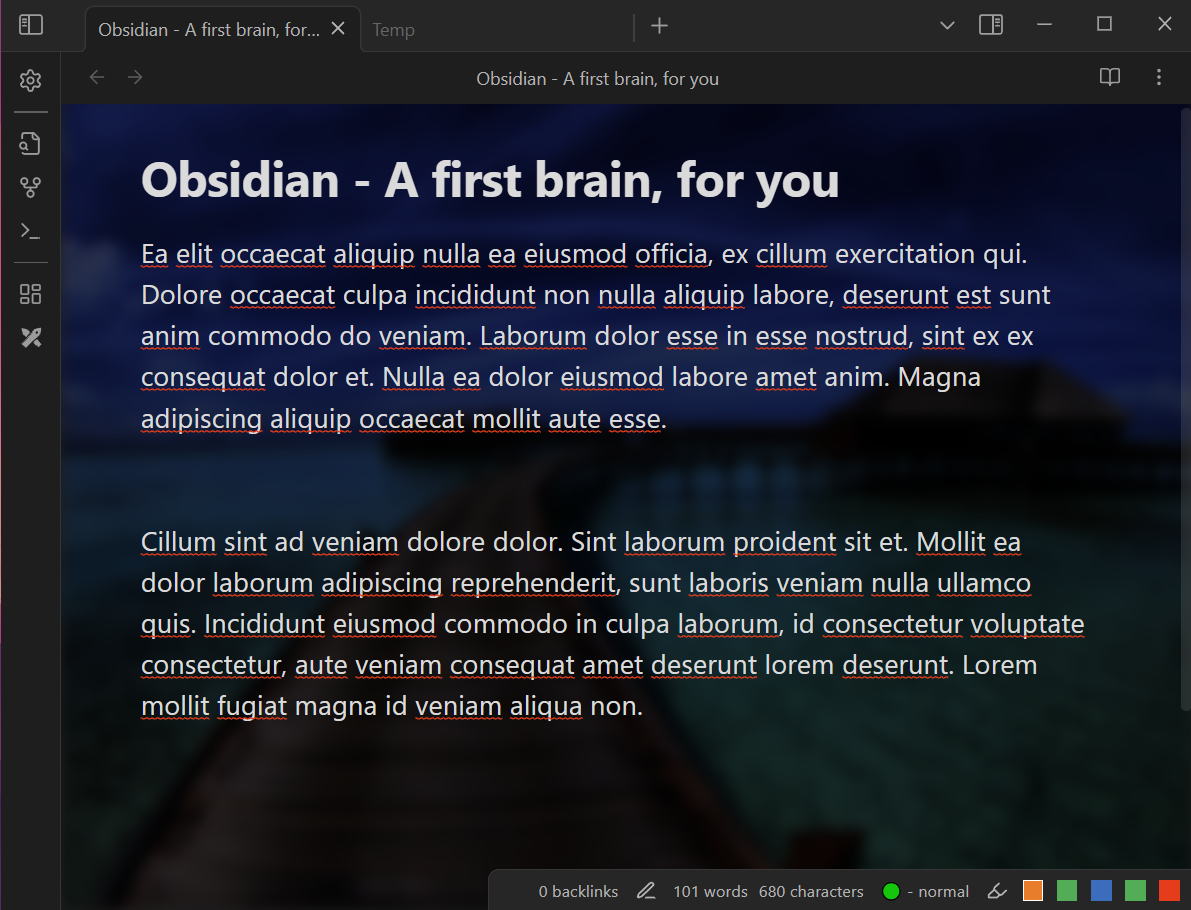 Obsidian - A first brain, for...
Temp
Obsidian - A first brain, for you
Obsidian - A first brain, for you
Ea elit occaecat aliquip nulla ea eiusmod officia, ex cillum exercitation qui.
Dolore occaecat culpa incididunt non nulla aliquip labore, deserunt est sunt
anim commodo do veniam. Laborum dolor esse in esse nostrud, sint ex ex
consequat dolor et. Nulla ea dolor eiusmod labore amet anim. Magna
adipiscing aliquip occaecat mollit aute esse.
Cillum sint ad veniam dolore dolor. Sint laborum proident sit et. Mollit ea
dolor laborum adipiscing reprehenderit, sunt laboris veniam nulla ullamco
quis. Incididunt eiusmod commodo in culpa laborum, id consectetur voluptate
consectetur, aute veniam consequat amet deserunt lorem deserunt. Lorem
mollit fugiat magna id veniam aliqua non.
0 backlinks 101 words 680 characters - normal